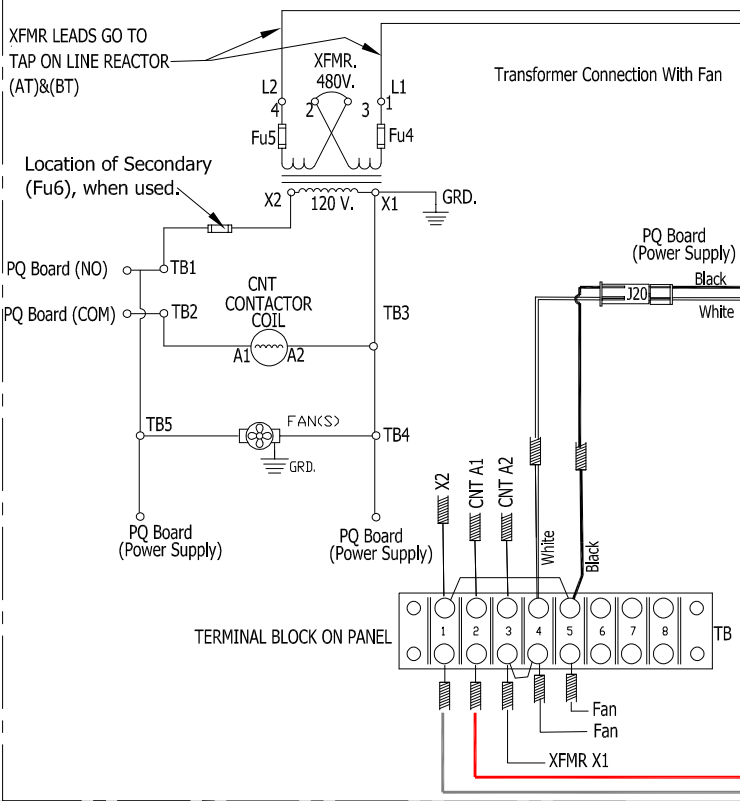 XFMR LEADS GO TO
TAP ON LINE REACTOR
(AT)&(BT)
XFMR.
480V.
Transformer Connection With Fan
L2
L1
4
2
3
1
Fu5
Fu4
Location of Secondary
(Fu6), when used.
X2
120 V.
X1
GRD.
PQ Board
(Power Supply)
PQ Board (NO)
TB1
Black
J20
White
CNT
CONTACTOR
COIL
PQ Board (COM)
TB2
TB3
A1
A2
TB5
FAN(S)
TB4
GRD.
X2
CNT A1
CNT A2
PQ Board
(Power Supply)
PQ Board
(Power Supply)
White
Black
TERMINAL BLOCK ON PANEL
1
2
3
4
5
6
7
8
TB
Fan
Fan
XFMR X1